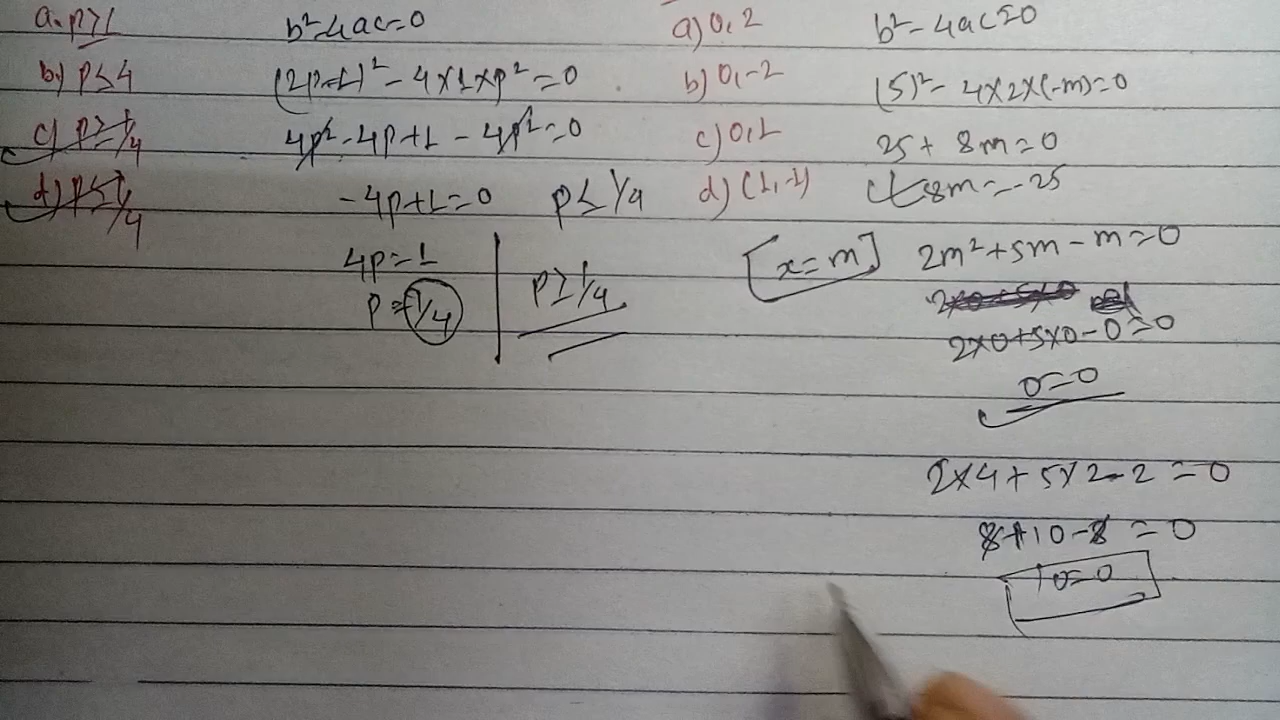 a. p≥1
b) p≤4
c) p≥1/4
d) p≤1/4
b²-4ac=0
(2p-1)² - 4×1×p² = 0
4p²-4p+1 - 4p²=0
-4p+1=0 p≤1/4
4p=1
p=1/4
p≥1/4
a) 0,2
b) 0,-2
c) 0,1
d) (1,-1)
b²-4ac=0
(5)²- 4×2×(-m)=0
25+ 8m=0
8m=-25
[x=m] 2m²+5m-m=0
2×0+5×0-0=0
0=0
2×4+5×2-2=0
8+10-2=0
10=0